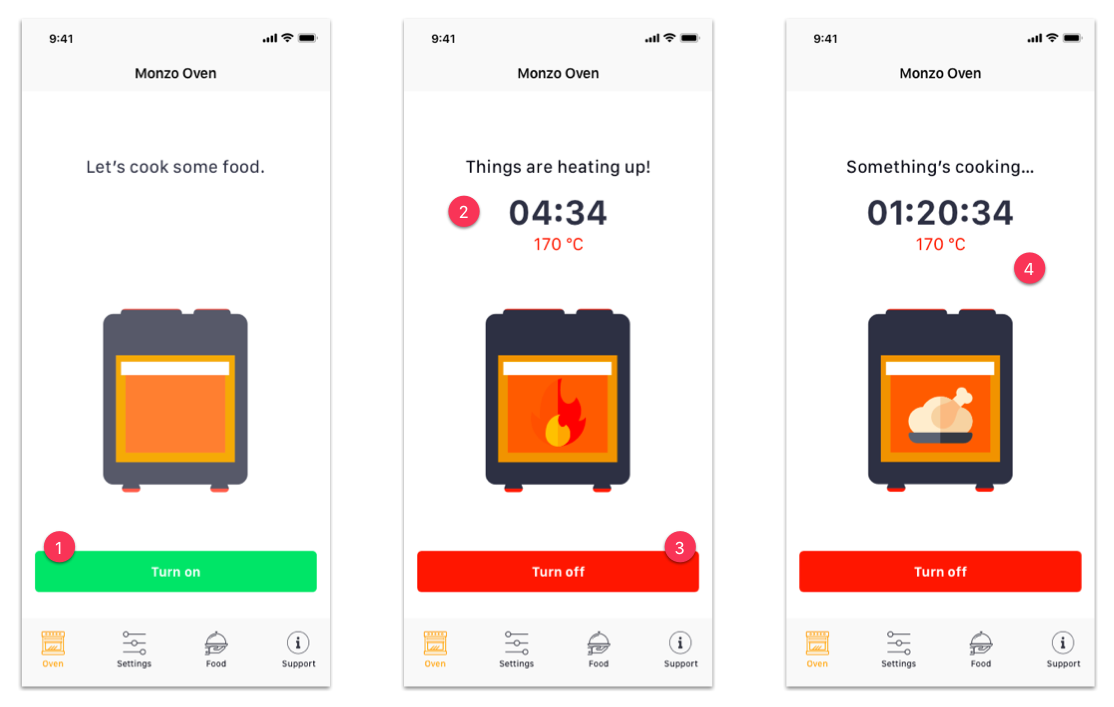 9:41
Monzo Oven
Let's cook some food.
1
Turn on
Oven
Settings
Food
Support
9:41
Monzo Oven
Things are heating up!
2
04:34
170 °C
3
Turn off
Oven
Settings
Food
Support
9:41
Monzo Oven
Something's cooking...
01:20:34
170 °C
4
Turn off
Oven
Settings
Food
Support